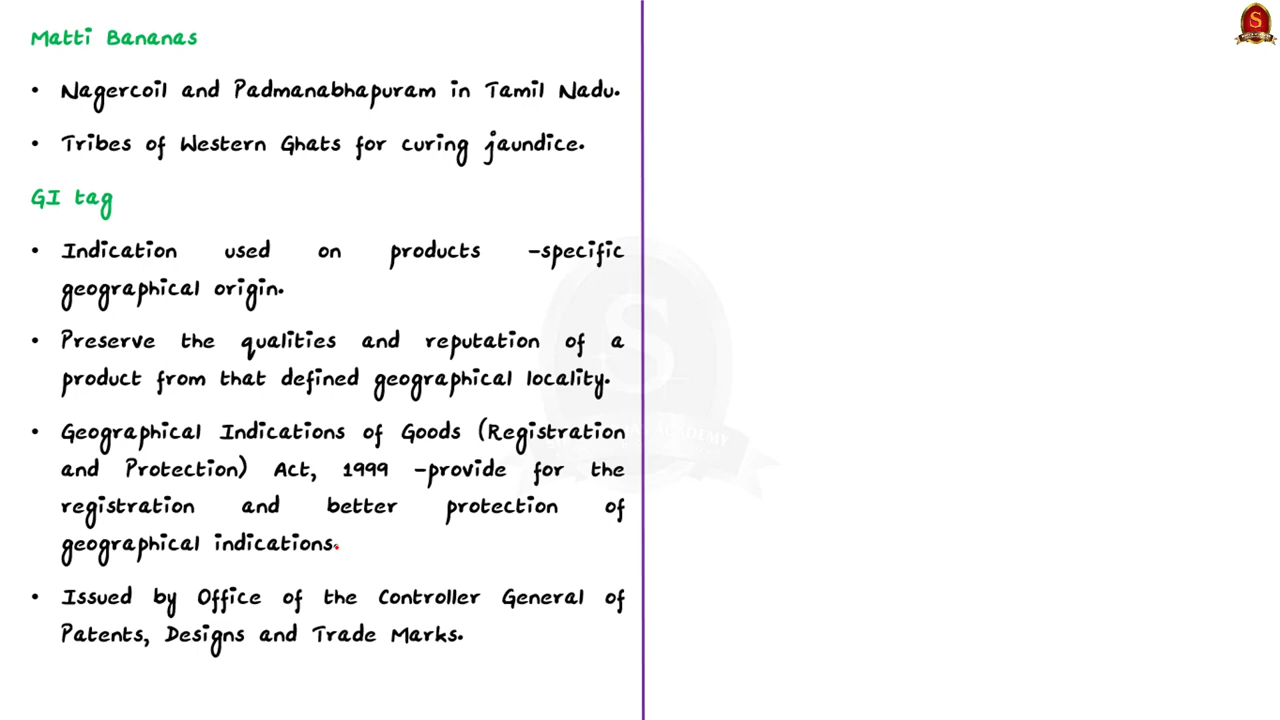 Matti Bananas
• Nagercoil and Padmanabhapuram in Tamil Nadu.
• Tribes of Western Ghats for curing jaundice.
GI tag
• Indication used on products -specific
geographical origin.
• Preserve the qualities and reputation of a
product from that defined geographical locality.
• Geographical Indications of Goods (Registration
and Protection) Act, 1999 -provide for the
registration and better protection of
geographical indications.
• Issued by Office of the Controller General of
Patents, Designs and Trade Marks.
S
S
ACADEMY